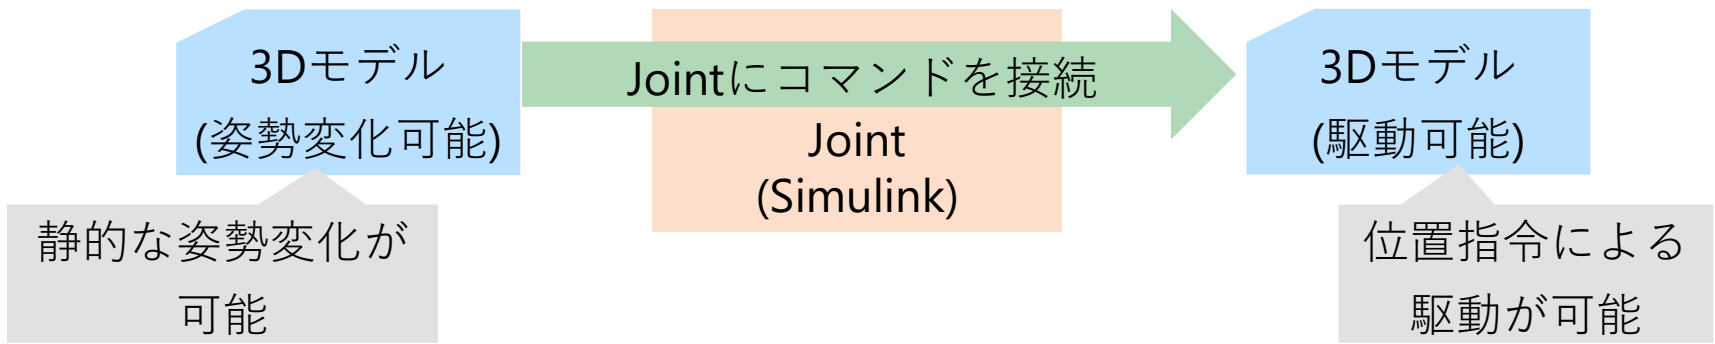 3Dモデル
(姿勢変化可能)
静的な姿勢変化が
可能
Jointにコマンドを接続
Joint
(Simulink)
3Dモデル
(駆動可能)
位置指令による
駆動が可能